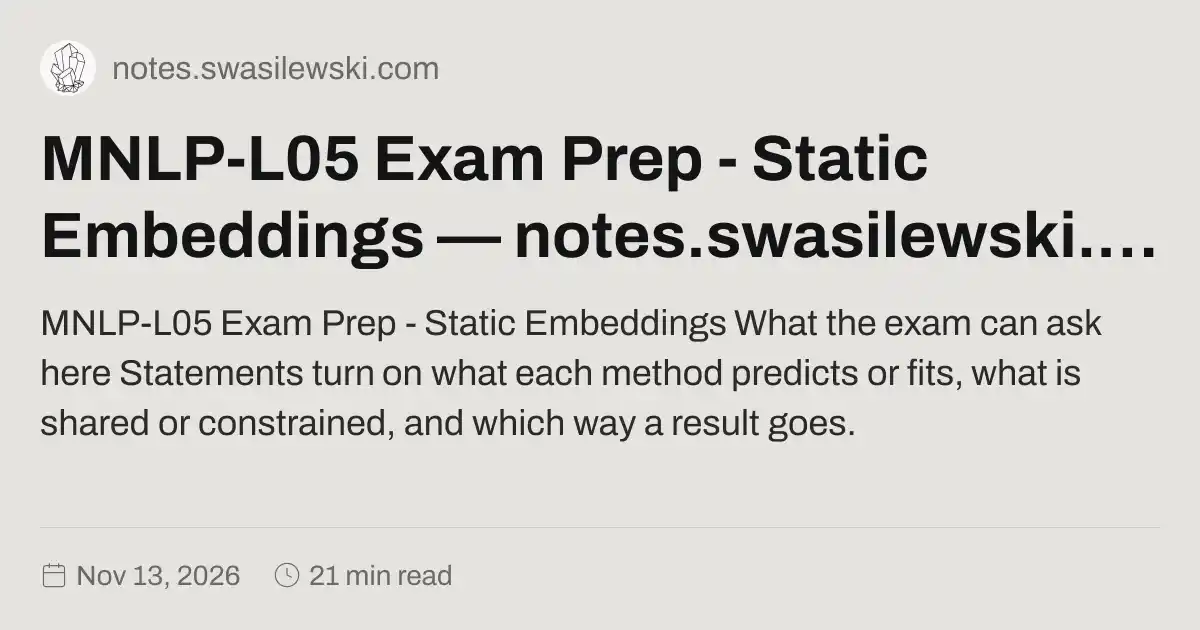 notes.swasilewski.com
MNLP-L05 Exam Prep - Static
Embeddings — notes.swasilewski.…
MNLP-L05 Exam Prep - Static Embeddings What the exam can ask
here Statements turn on what each method predicts or fits, what is
shared or constrained, and which way a result goes.
Nov 13, 2026
21 min read